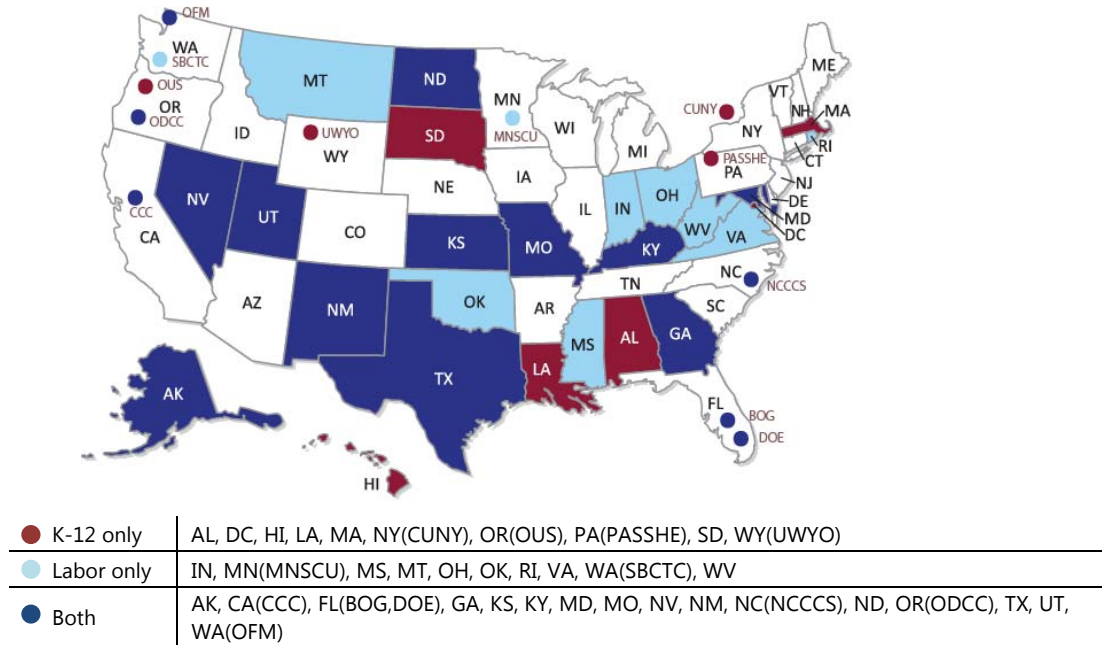 OFM
WA
SBCTC
OUS
OR
ODCC
MT
ND
MN
MNSCU
ID
UWYO
WY
SD
WI
MI
CUNY
NY
VT
NH
ME
MA
RI
CT
PASSHE
PA
NJ
DE
MD
DC
CCC
CA
NV
UT
CO
NE
IA
IL
IN
OH
WV
VA
KS
MO
KY
NC
NCCCS
TN
SC
AZ
NM
OK
AR
MS
AL
GA
TX
LA
FL
BOG
DOE
AK
HI
K-12 only AL, DC, HI, LA, MA, NY(CUNY), OR(OUS), PA(PASSHE), SD, WY(UWYO)
Labor only IN, MN(MNSCU), MS, MT, OH, OK, RI, VA, WA(SBCTC), WV
Both AK, CA(CCC), FL(BOG,DOE), GA, KS, KY, MD, MO, NV, NM, NC(NCCCS), ND, OR(ODCC), TX, UT,
WA(OFM)